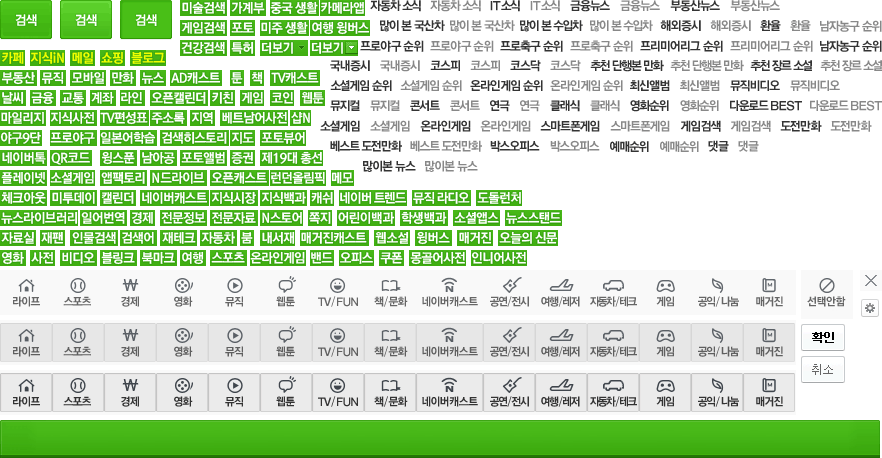 검색 검색 검색
미술검색 가계부 중국 생활 카메라앱
게임검색 포토 미주 생활 여행 윙버스
건강검색 특허 더보기 더보기
카페 지식iN 메일 쇼핑 블로그
부동산 뮤직 모바일 만화 뉴스 AD캐스트 툰 책 TV캐스트
날씨 금융 교통 계좌 라인 오픈캘린더 키친 게임 코인 웹툰
마일리지 지식사전 TV편성표 주소록 지역 베트남어사전 샵N
야구9단 프로야구 일본어학습 검색히스토리 지도 포토뷰어
네이버톡 QR코드 윙스푼 남아공 포토앨범 증권 제19대 총선
플레이넷 소셜게임 앱팩토리 N드라이브 오픈캐스트 런던올림픽 메모
체크아웃 미투데이 캘린더 네이버캐스트 지식시장 지식백과 캐쉬 네이버 트렌드 뮤직 라디오 도돌런처
뉴스라이브러리 일어번역 경제 전문정보 전문자료 N스토어 쪽지 어린이백과 학생백과 소셜앱스 뉴스스탠드
자료실 재팬 인물검색 검색어 재테크 자동차 붐 내서재 매거진캐스트 웹소설 윙버스 매거진 오늘의 신문
영화 사전 비디오 블링크 북마크 여행 스포츠 온라인게임 밴드 오피스 쿠폰 몽골어사전 인니어사전
자동차 소식 자동차 소식 IT 소식 IT 소식 금융뉴스 금융뉴스 부동산뉴스 부동산뉴스
많이 본 국산차 많이 본 국산차 많이 본 수입차 많이 본 수입차 해외증시 해외증시 환율 환율 남자농구 순위
프로야구 순위 프로야구 순위 프로축구 순위 프로축구 순위 프리미어리그 순위 프리미어리그 순위 남자농구 순위
국내증시 국내증시 코스피 코스피 코스닥 코스닥 추천 단행본 만화 추천 단행본 만화 추천 장르 소설 추천 장르 소설
소셜게임 순위 소셜게임 순위 온라인게임 순위 온라인게임 순위 최신앨범 최신앨범 뮤직비디오 뮤직비디오
뮤지컬 뮤지컬 콘서트 콘서트 연극 연극 클래식 클래식 영화순위 영화순위 다운로드 BEST 다운로드 BEST
소셜게임 소셜게임 온라인게임 온라인게임 스마트폰게임 스마트폰게임 게임검색 게임검색 도전만화 도전만화
베스트 도전만화 베스트 도전만화 박스오피스 박스오피스 예매순위 예매순위 댓글 댓글
많이본 뉴스 많이본 뉴스
라이프 스포츠 경제 영화 뮤직 웹툰 TV/FUN 책/문화 네이버캐스트 공연/전시 여행/레저 자동차/테크 게임 공익/나눔 매거진 선택안함
라이프 스포츠 경제 영화 뮤직 웹툰 TV/FUN 책/문화 네이버캐스트 공연/전시 여행/레저 자동차/테크 게임 공익/나눔 매거진 확인
취소
라이프 스포츠 경제 영화 뮤직 웹툰 TV/FUN 책/문화 네이버캐스트 공연/전시 여행/레저 자동차/테크 게임 공익/나눔 매거진